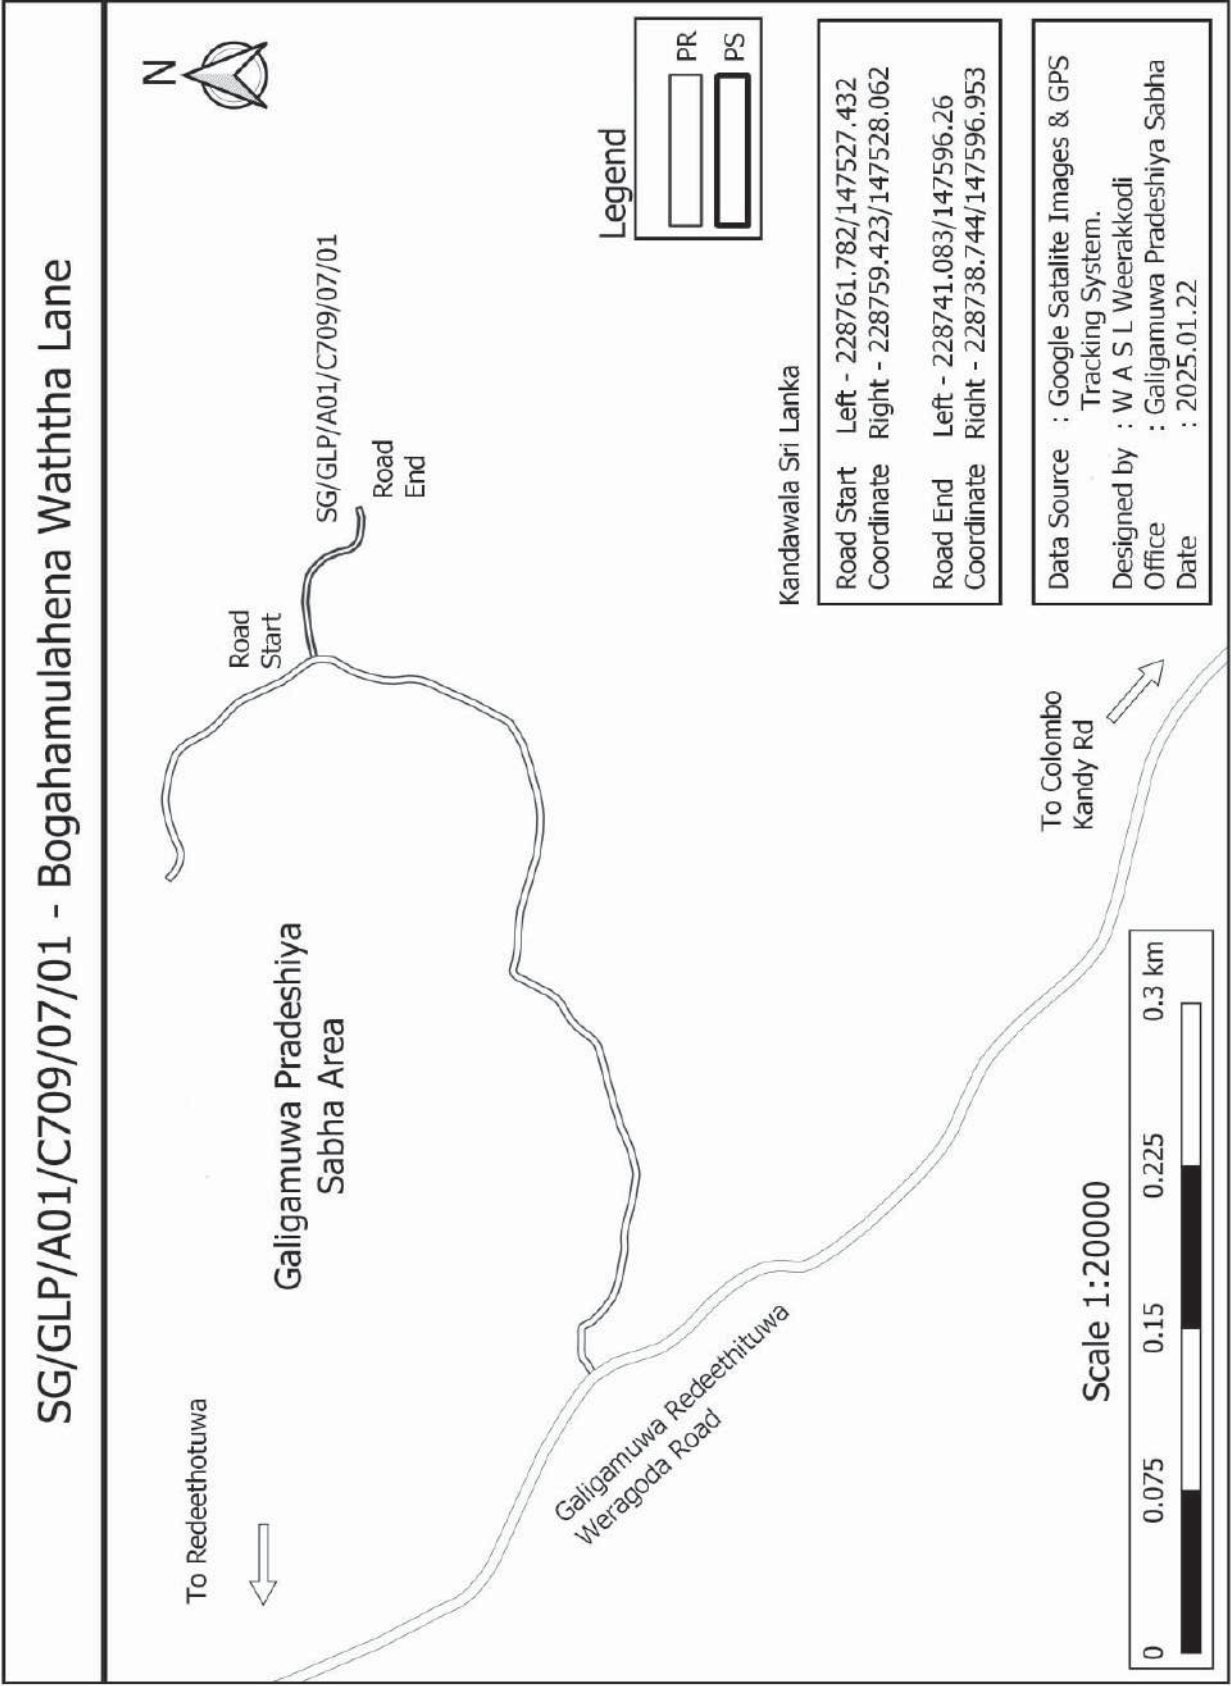 SG/GLP/A01/C709/07/01 - Bogahamulahena Waththa Lane
N
To Redeethotuwa
Galigamuwa Pradeshiya
Sabha Area
Road
Start
SG/GLP/A01/C709/07/01
Road
End
Legend
PR
PS
Galigamuwa Redeethituwa
Weragoda Road
Kandawala Sri Lanka
Road Start Left - 228761.782/147527.432
Coordinate Right - 228759.423/147528.062
Road End Left - 228741.083/147596.26
Coordinate Right - 228738.744/147596.953
To Colombo
Kandy Rd
Data Source : Google Satalite Images & GPS
Tracking System.
Designed by : W A S L Weerakkodi
Office : Galigamuwa Pradeshiya Sabha
Date : 2025.01.22
Scale 1:20000
0 0.075 0.15 0.225 0.3 km